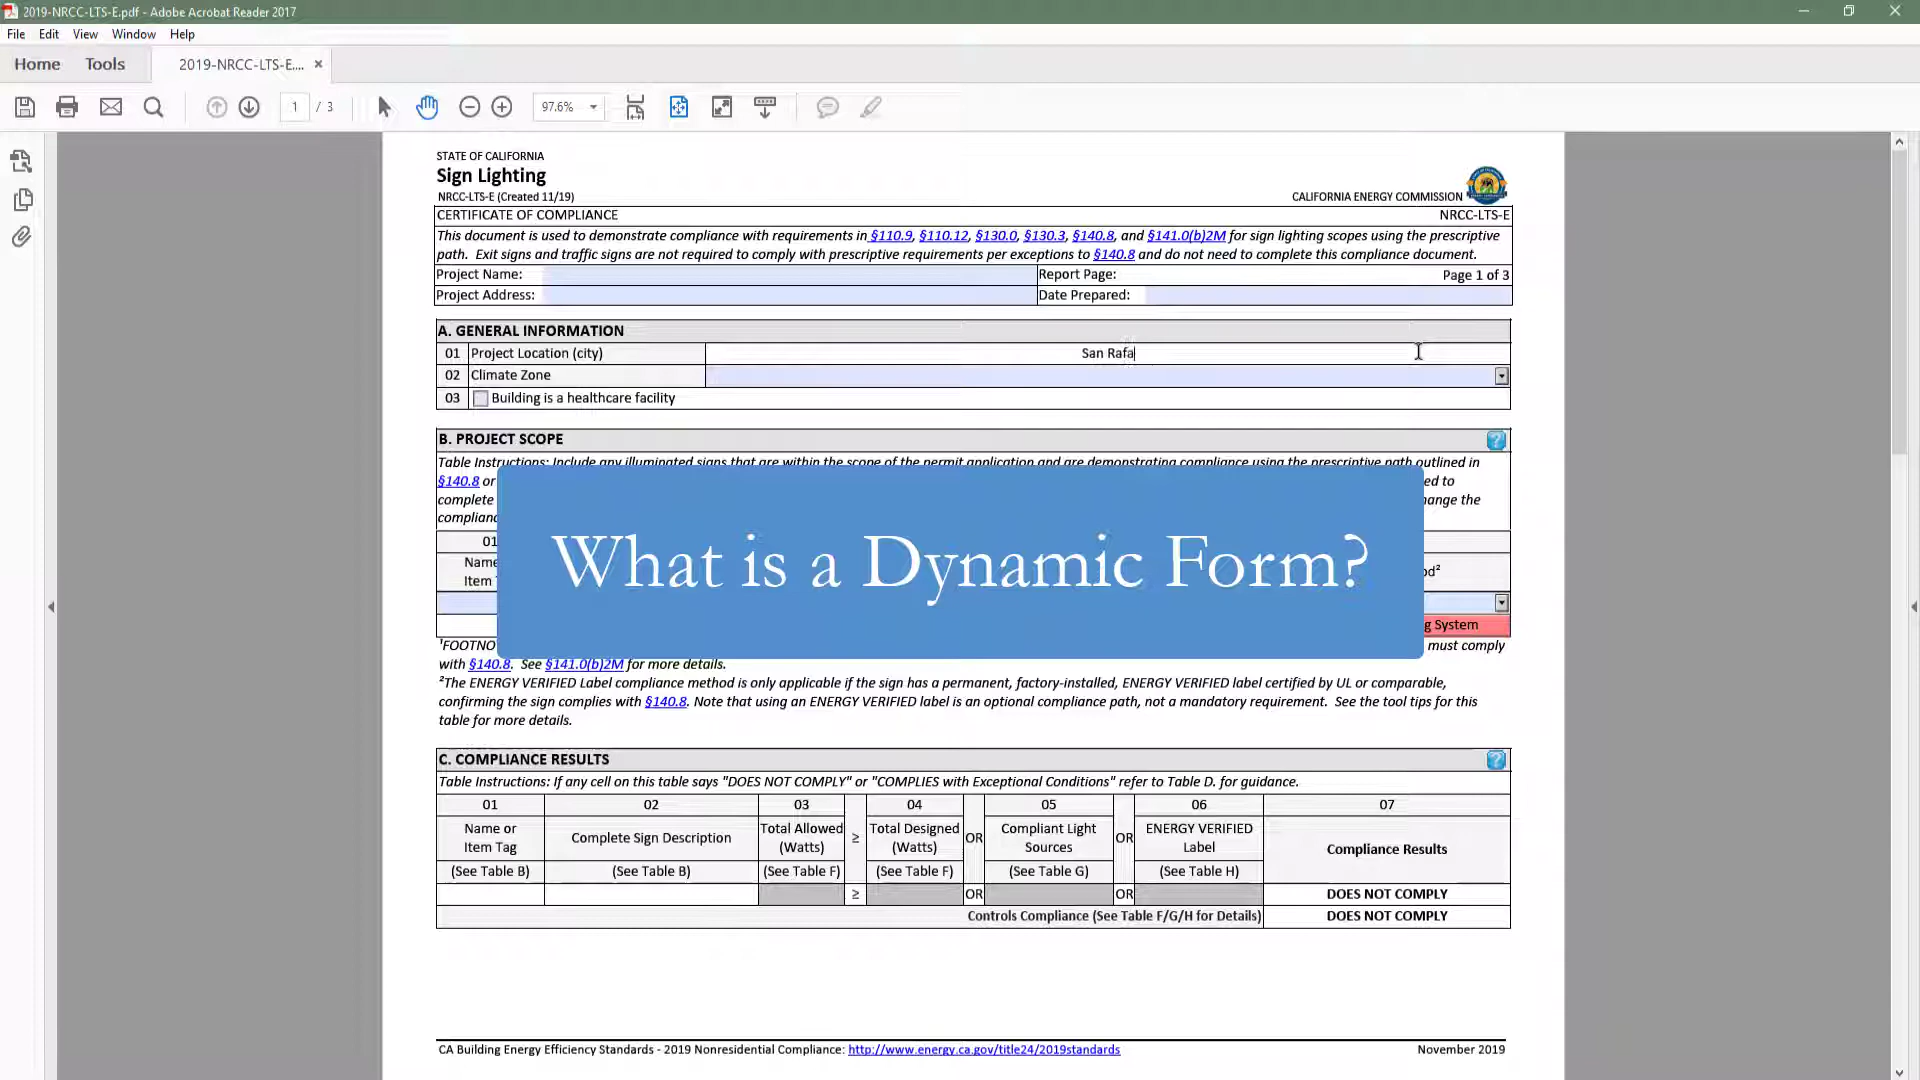 2019-NRCC-LTS-E.pdf - Adobe Acrobat Reader 2017
File Edit View Window Help
Home Tools 2019-NRCC-LTS-E....
1 / 3 97.6%
STATE OF CALIFORNIA
Sign Lighting
NRCC-LTS-E (Created 11/19) CALIFORNIA ENERGY COMMISSION
CERTIFICATE OF COMPLIANCE NRCC-LTS-E
This document is used to demonstrate compliance with requirements in §110.9, §110.12, §130.0, §130.3, §140.8, and §141.0(b)2M for sign lighting scopes using the prescriptive
path. Exit signs and traffic signs are not required to comply with prescriptive requirements per exceptions to §140.8 and do not need to complete this compliance document.
Project Name: Report Page: Page 1 of 3
Project Address: Date Prepared:
A. GENERAL INFORMATION
01 Project Location (city) San Rafa
02 Climate Zone
03 Building is a healthcare facility
B. PROJECT SCOPE
Table Instructions: Include any illuminated signs that are within the scope of the permit application and are demonstrating compliance using the prescriptive path outlined in
§140.8 or ed to
complete hange the
complianc
01
Name
Item od²
What is a Dynamic Form?
g System
¹FOOTNO must comply
with §140.8. See §141.0(b)2M for more details.
²The ENERGY VERIFIED Label compliance method is only applicable if the sign has a permanent, factory-installed, ENERGY VERIFIED label certified by UL or comparable,
confirming the sign complies with §140.8. Note that using an ENERGY VERIFIED label is an optional compliance path, not a mandatory requirement. See the tool tips for this
table for more details.
C. COMPLIANCE RESULTS
Table Instructions: If any cell on this table says "DOES NOT COMPLY" or "COMPLIES with Exceptional Conditions" refer to Table D. for guidance.
01 02 03 04 05 06 07
Name or Item Tag Complete Sign Description Total Allowed (Watts) ≥ Total Designed (Watts) OR Compliant Light Sources OR ENERGY VERIFIED Label Compliance Results
(See Table B) (See Table B) (See Table F) (See Table F) (See Table G) (See Table H)
≥ OR OR DOES NOT COMPLY
Controls Compliance (See Table F/G/H for Details) DOES NOT COMPLY
CA Building Energy Efficiency Standards - 2019 Nonresidential Compliance: http://www.energy.ca.gov/title24/2019standards November 2019